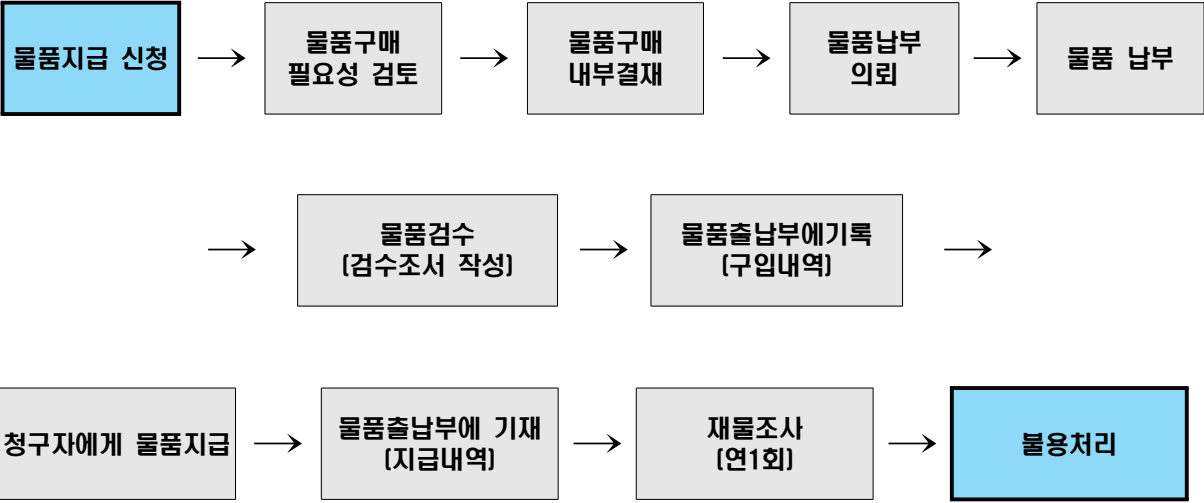 물품지급 신청
물품구매
필요성 검토
물품구매
내부결재
물품납부
의뢰
물품 납부
물품검수
(검수조서 작성)
물품출납부에기록
(구입내역)
청구자에게 물품지급
물품출납부에 기재
(지급내역)
재물조사
(연1회)
불용처리